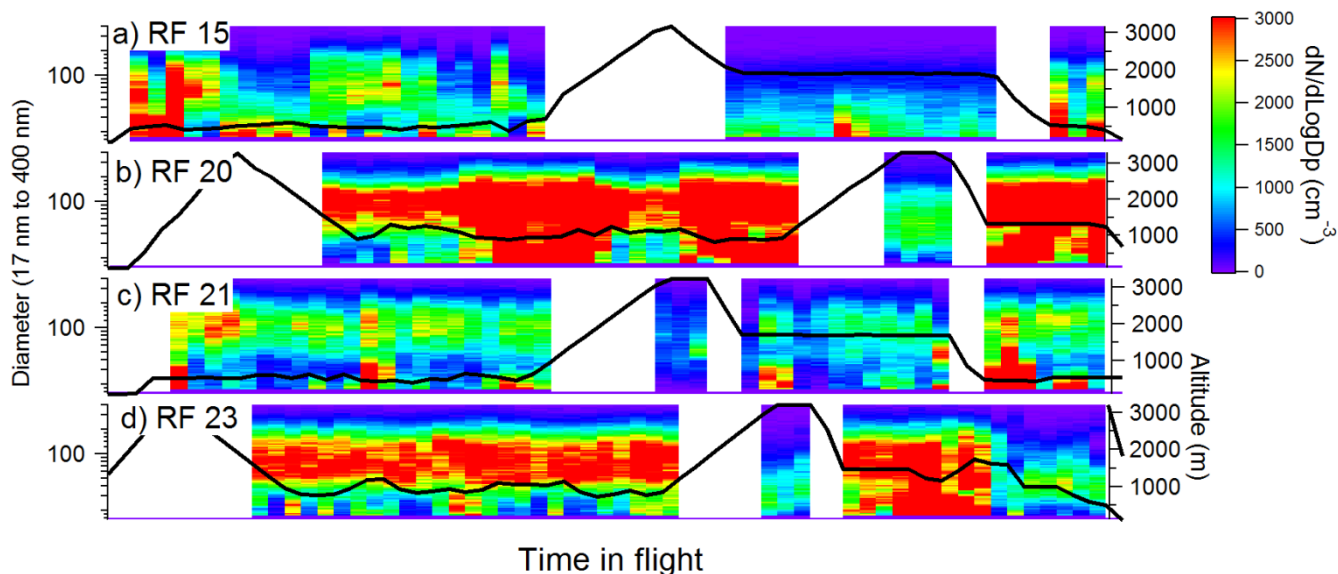 a) RF 15
100
3000
2000
1000
b) RF 20
100
3000
2000
1000
c) RF 21
100
3000
2000
1000
d) RF 23
100
3000
2000
1000
Diameter (17 nm to 400 nm)
Altitude (m)
Time in flight
3000
2500
2000
1500
1000
500
0
dN/dLogDp (cm⁻³)